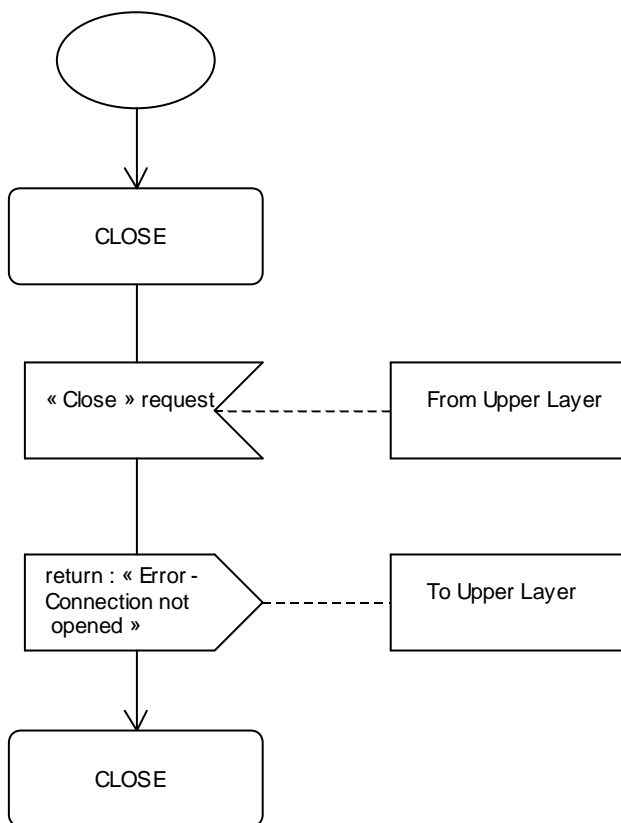 CLOSE
« Close » request
From Upper Layer
return : « Error -
Connection not
opened »
To Upper Layer
CLOSE